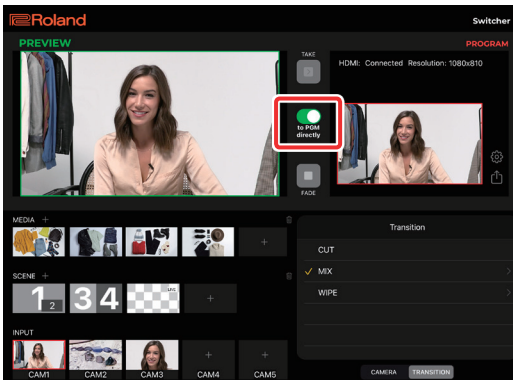 Roland
Switcher
PREVIEW
PROGRAM
TAKE
HDMI: Connected Resolution: 1080x810
to PGM
directly
FADE
MEDIA +
Transition
CUT
MIX
WIPE
SCENE +
1 2
3 4
LIVE
INPUT
CAM1
CAM2
CAM3
CAM4
CAM5
CAMERA
TRANSITION